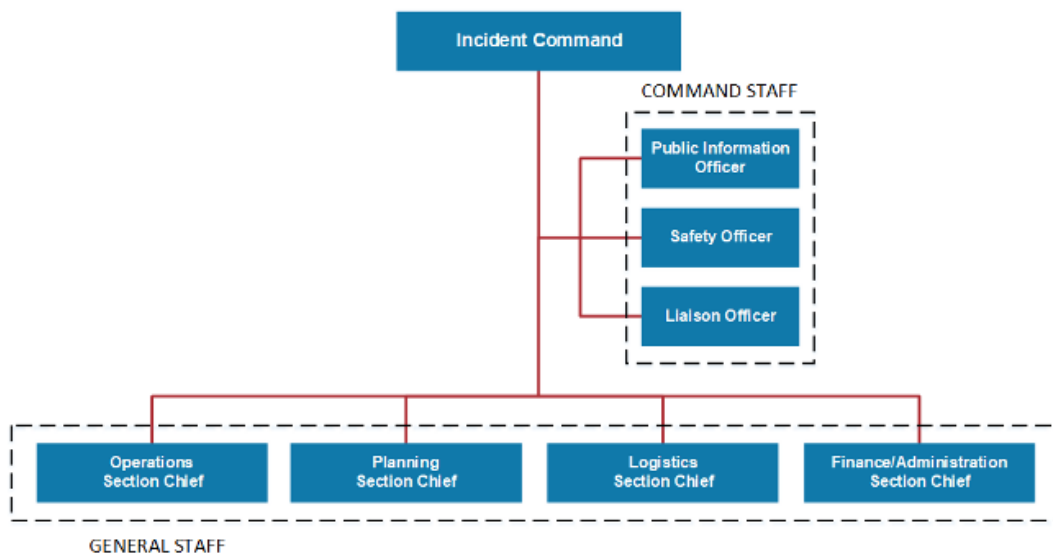 Incident Command
COMMAND STAFF
Public Information
Officer
Safety Officer
Liaison Officer
Operations
Section Chief
Planning
Section Chief
Logistics
Section Chief
Finance/Administration
Section Chief
GENERAL STAFF